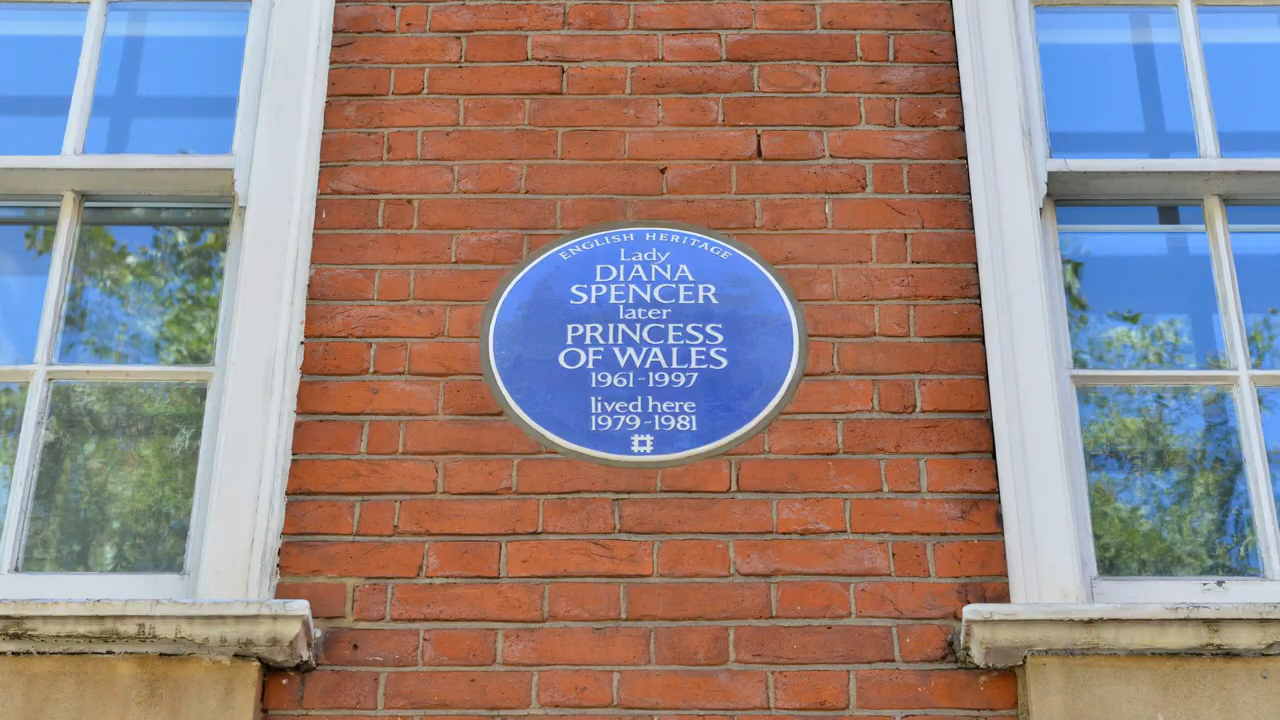 ENGLISH HERITAGE
Lady
DIANA
SPENCER
later
PRINCESS
OF WALES
1961-1997
lived here
1979-1981